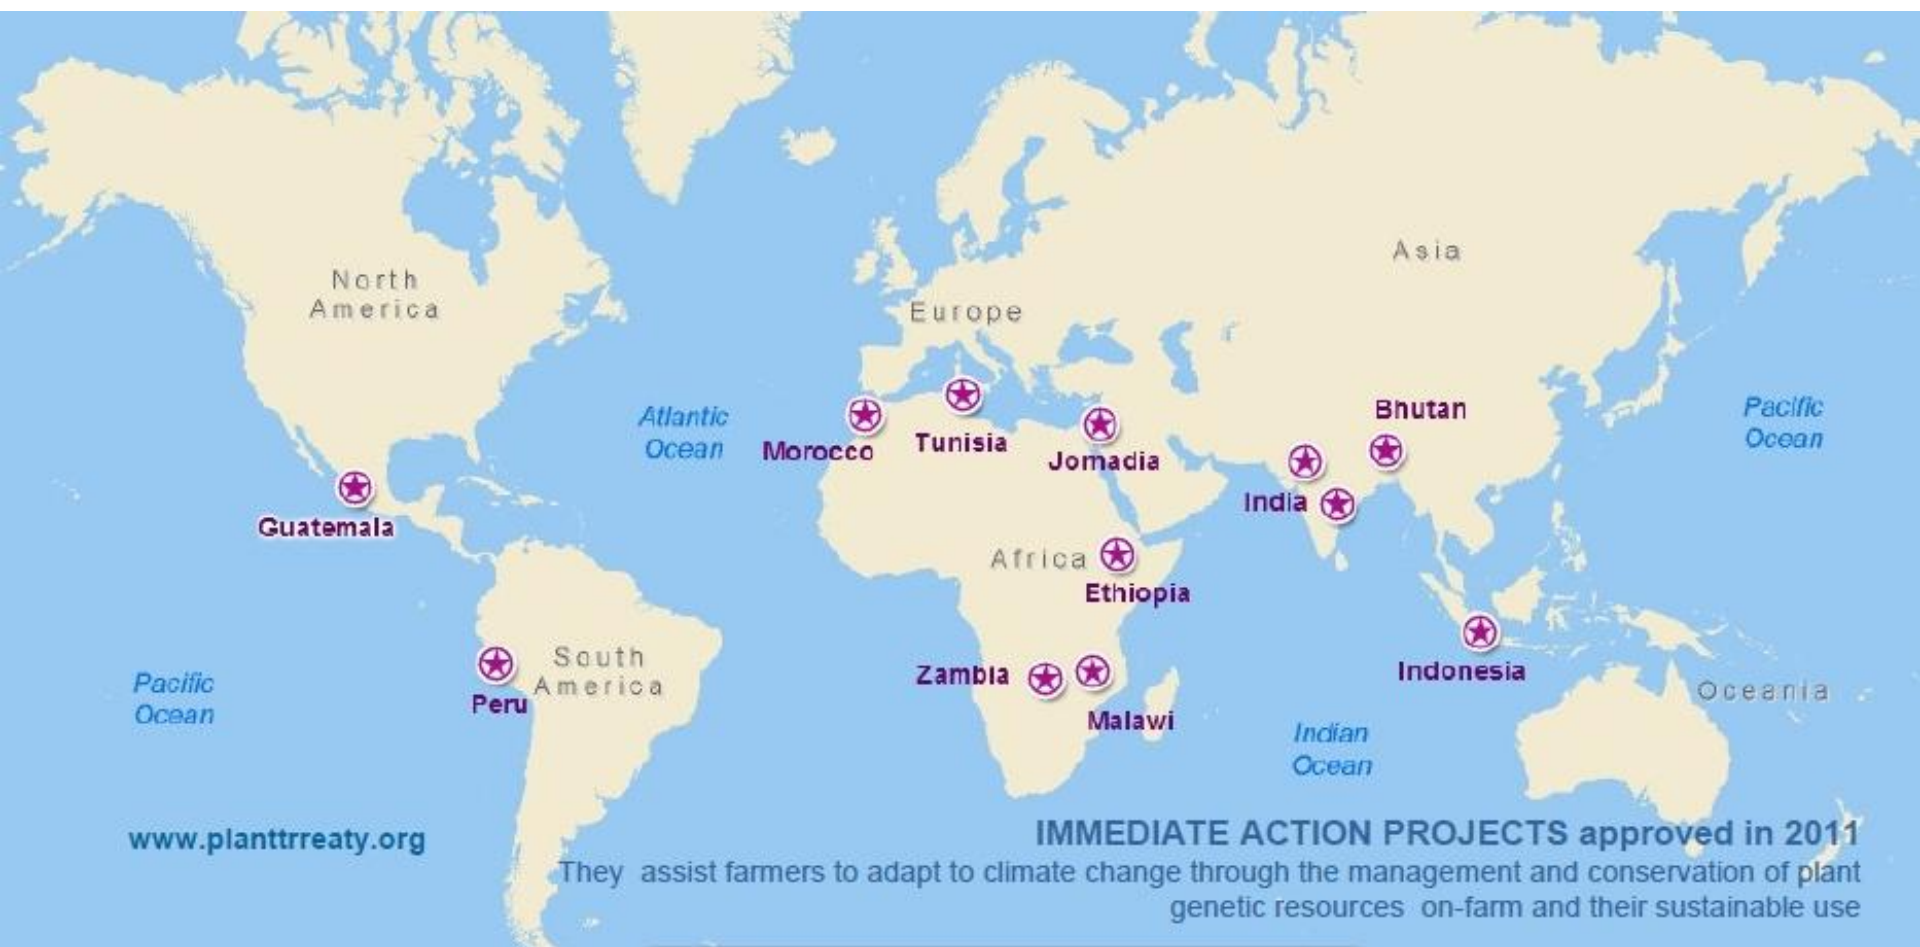 North
America
Asia
Europe
Bhutan
Atlantic
Ocean
Pacific
Ocean
Morocco
Tunisia
Jornadia
India
Guatemala
Africa
Ethiopia
South
America
Zambia
Indonesia
Pacific
Ocean
Peru
Oceania
Malawi
Indian
Ocean
www.planttrreaty.org
IMMEDIATE ACTION PROJECTS approved in 2011
They assist farmers to adapt to climate change through the management and conservation of plant
genetic resources on-farm and their sustainable use